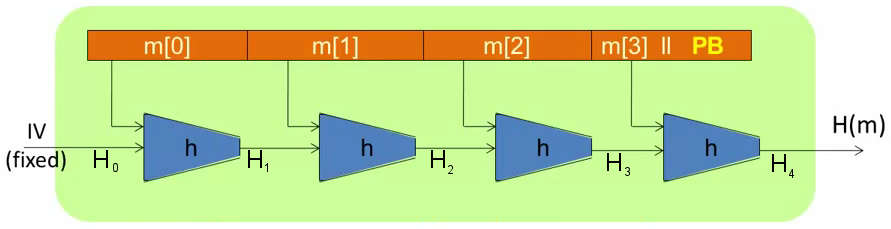 m[0] m[1] m[2] m[3] ll PB
IV
(fixed)
H0 h H1 h H2 h H3 h H4
H(m)